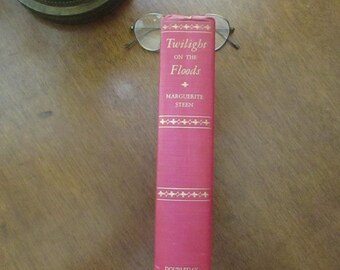 Twilight
ON THE
Floods
MARGUERITE
STEEN